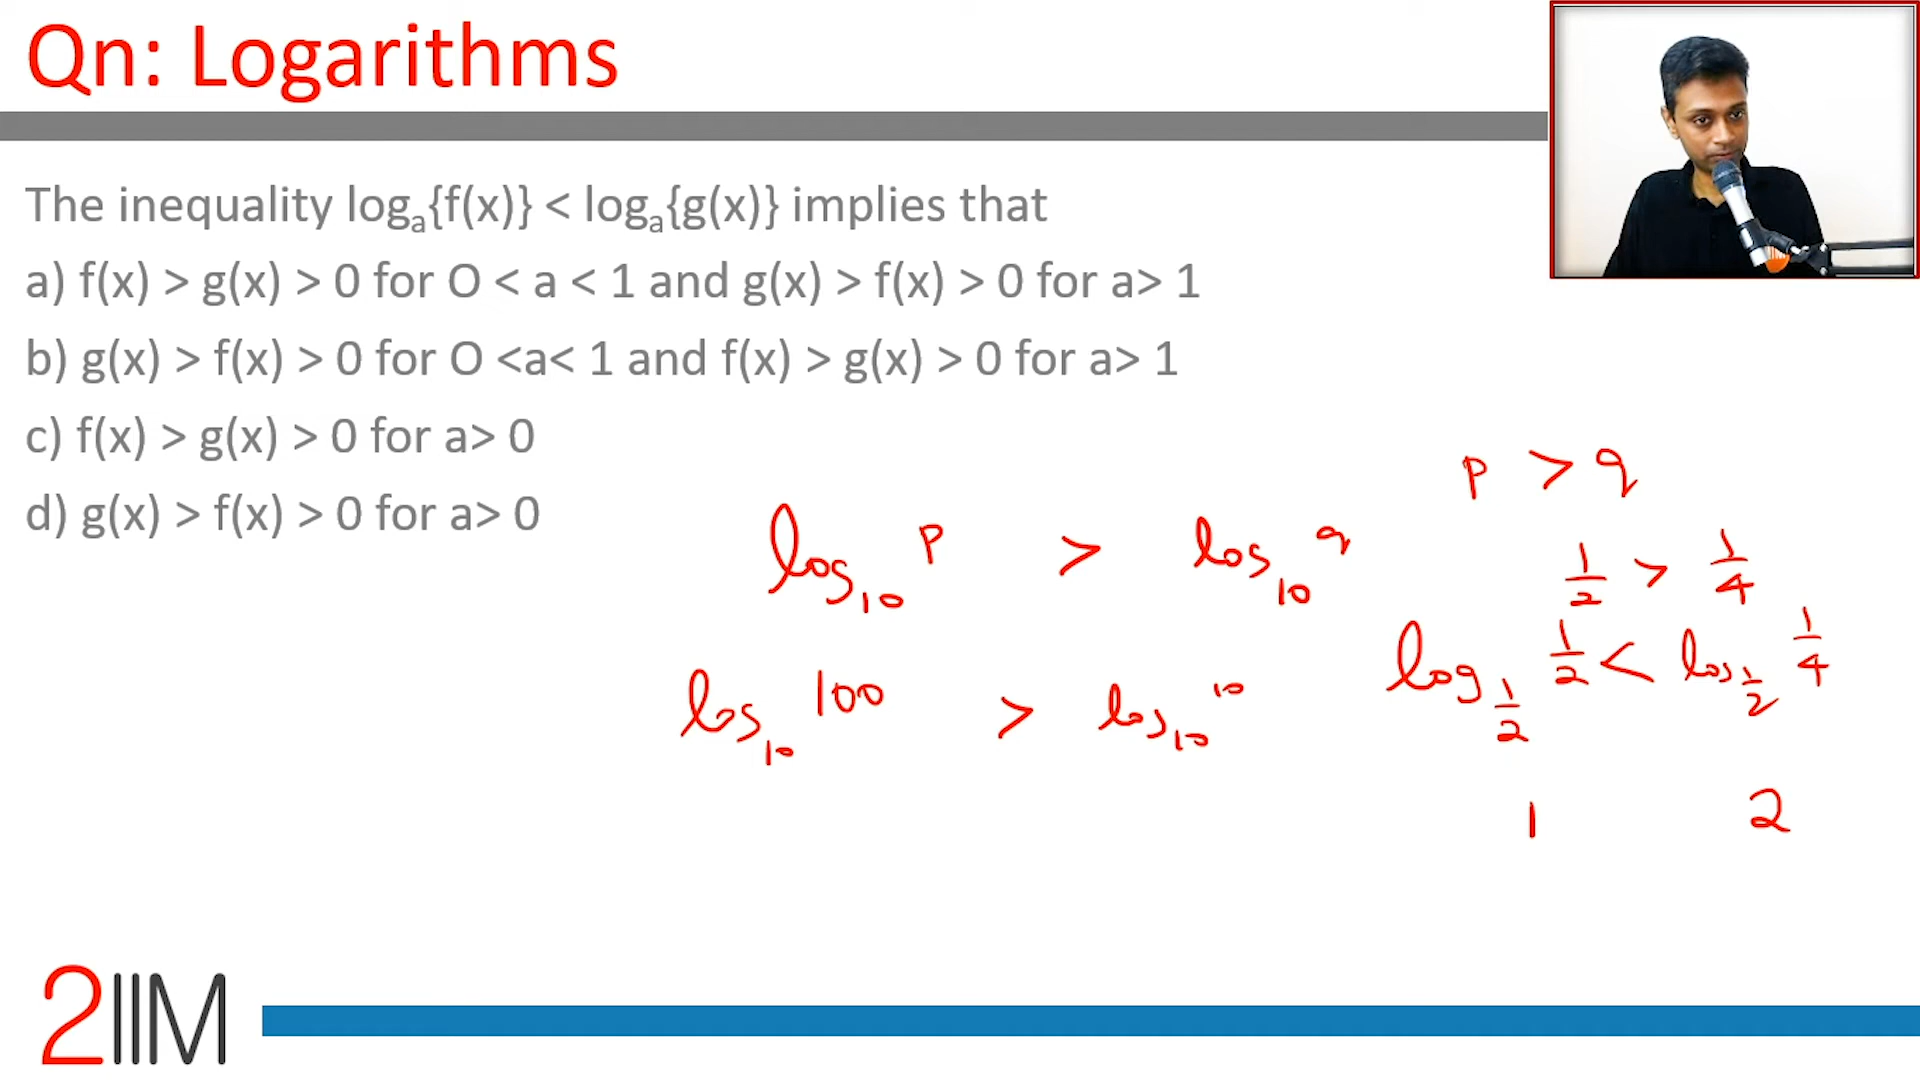 Qn: Logarithms
The inequality logₐ{f(x)} < logₐ{g(x)} implies that
a) f(x) > g(x) > 0 for O < a < 1 and g(x) > f(x) > 0 for a> 1
b) g(x) > f(x) > 0 for O <a< 1 and f(x) > g(x) > 0 for a> 1
c) f(x) > g(x) > 0 for a> 0
d) g(x) > f(x) > 0 for a> 0
p > q
log₁₀ p > log₁₀ q
1/2 > 1/4
log_1/2 1/2 < log_1/2 1/4
log₁₀ 100 > log₁₀ 10
1 2
2IIM